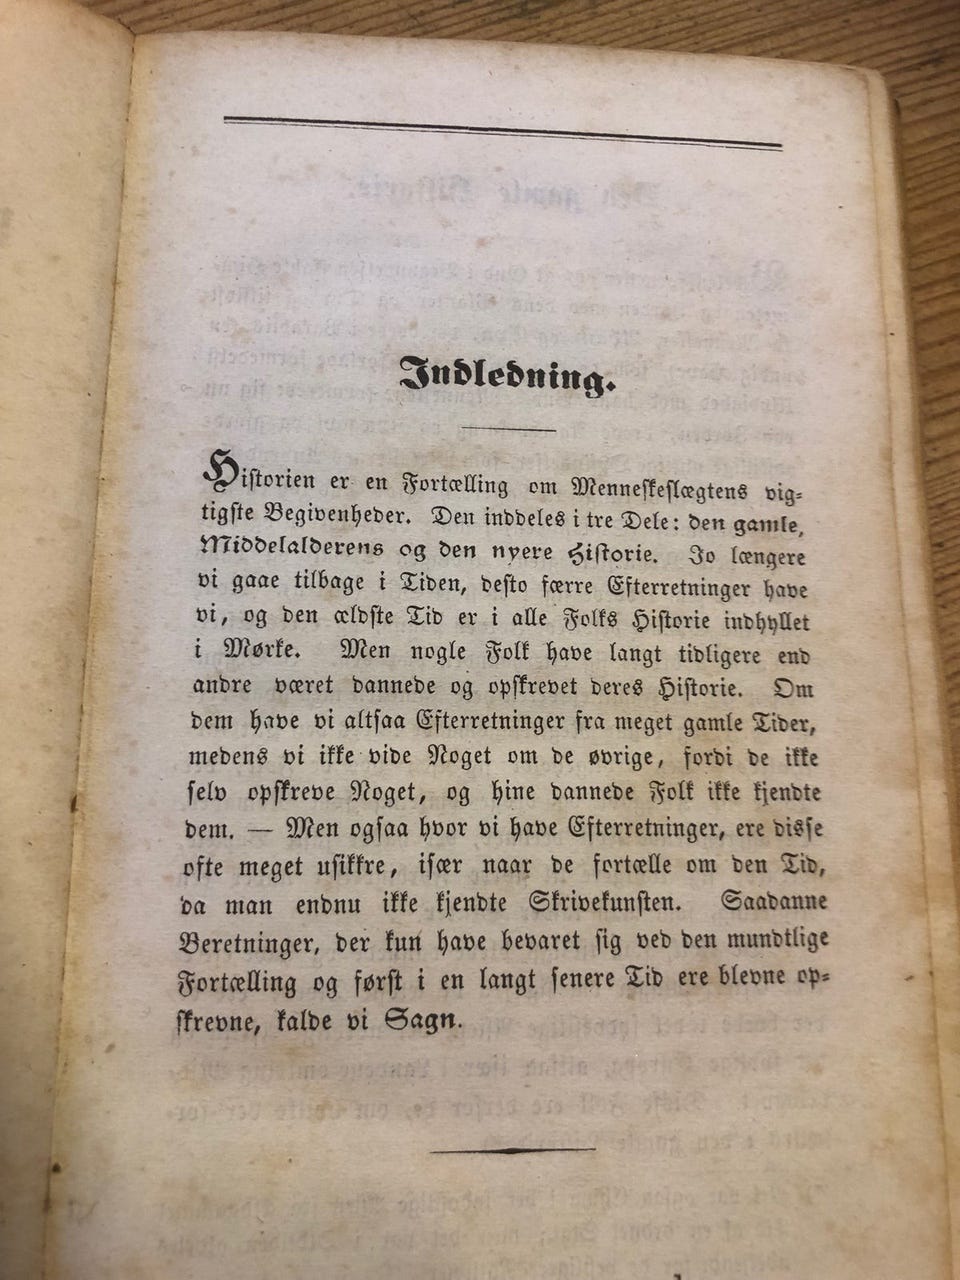 Indledning.
Historien er en Fortælling om Menneskeslægtens vig-
tigste Begivenheder. Den inddeles i tre Dele: den gamle,
Middelalderens og den nyere Historie. Jo længere
vi gaae tilbage i Tiden, desto færre Efterretninger have
vi, og den ældste Tid er i alle Folks Historie indhyllet
i Mørke. Men nogle Folk have langt tidligere end
andre været dannede og opskrevet deres Historie. Om
dem have vi altsaa Efterretninger fra meget gamle Tider,
medens vi ikke vide Noget om de øvrige, fordi de ikke
selv opskreve Noget, og hine dannede Folk ikke kjendte
dem. — Men ogsaa hvor vi have Efterretninger, ere disse
ofte meget usikkre, især naar de fortælle om den Tid,
da man endnu ikke kjendte Skrivekunsten. Saadanne
Beretninger, der kun have bevaret sig ved den mundtlige
Fortælling og først i en langt senere Tid ere blevne op-
skrevne, kalde vi Sagn.